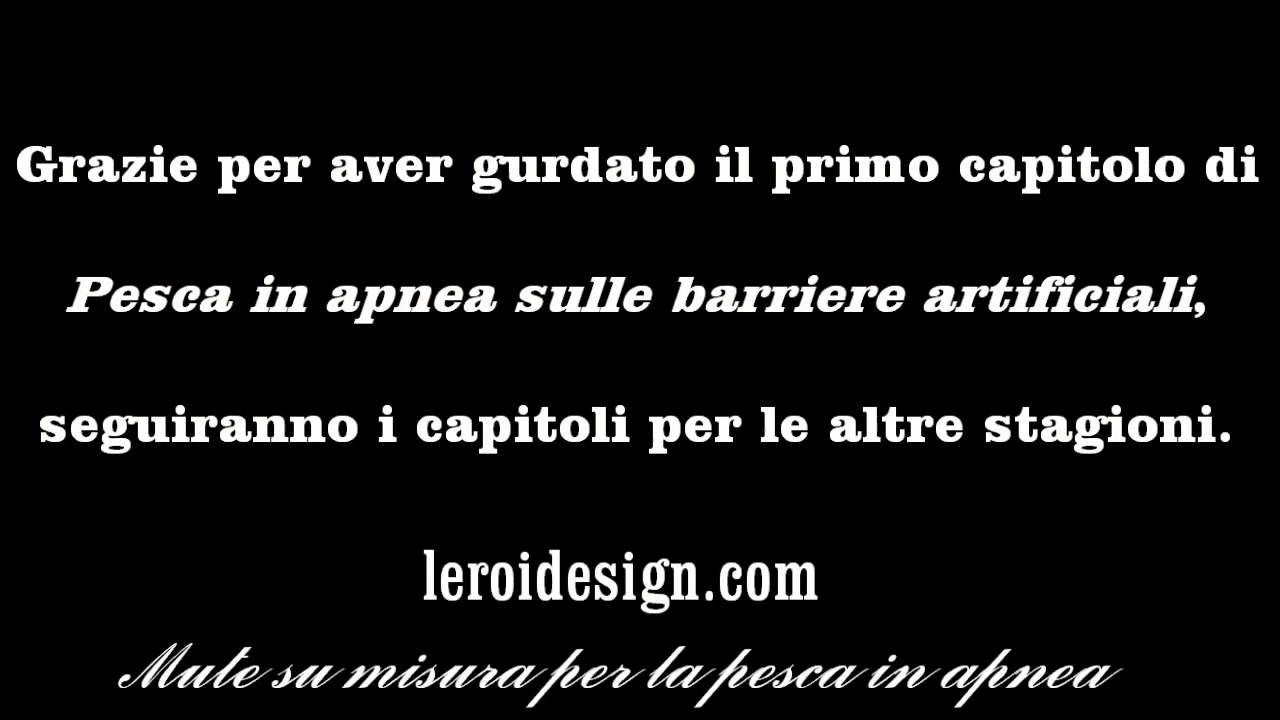 Grazie per aver gurdato il primo capitolo di
Pesca in apnea sulle barriere artificiali,
seguiranno i capitoli per le altre stagioni.
leroidesign.com
Mute su misura per la pesca in apnea